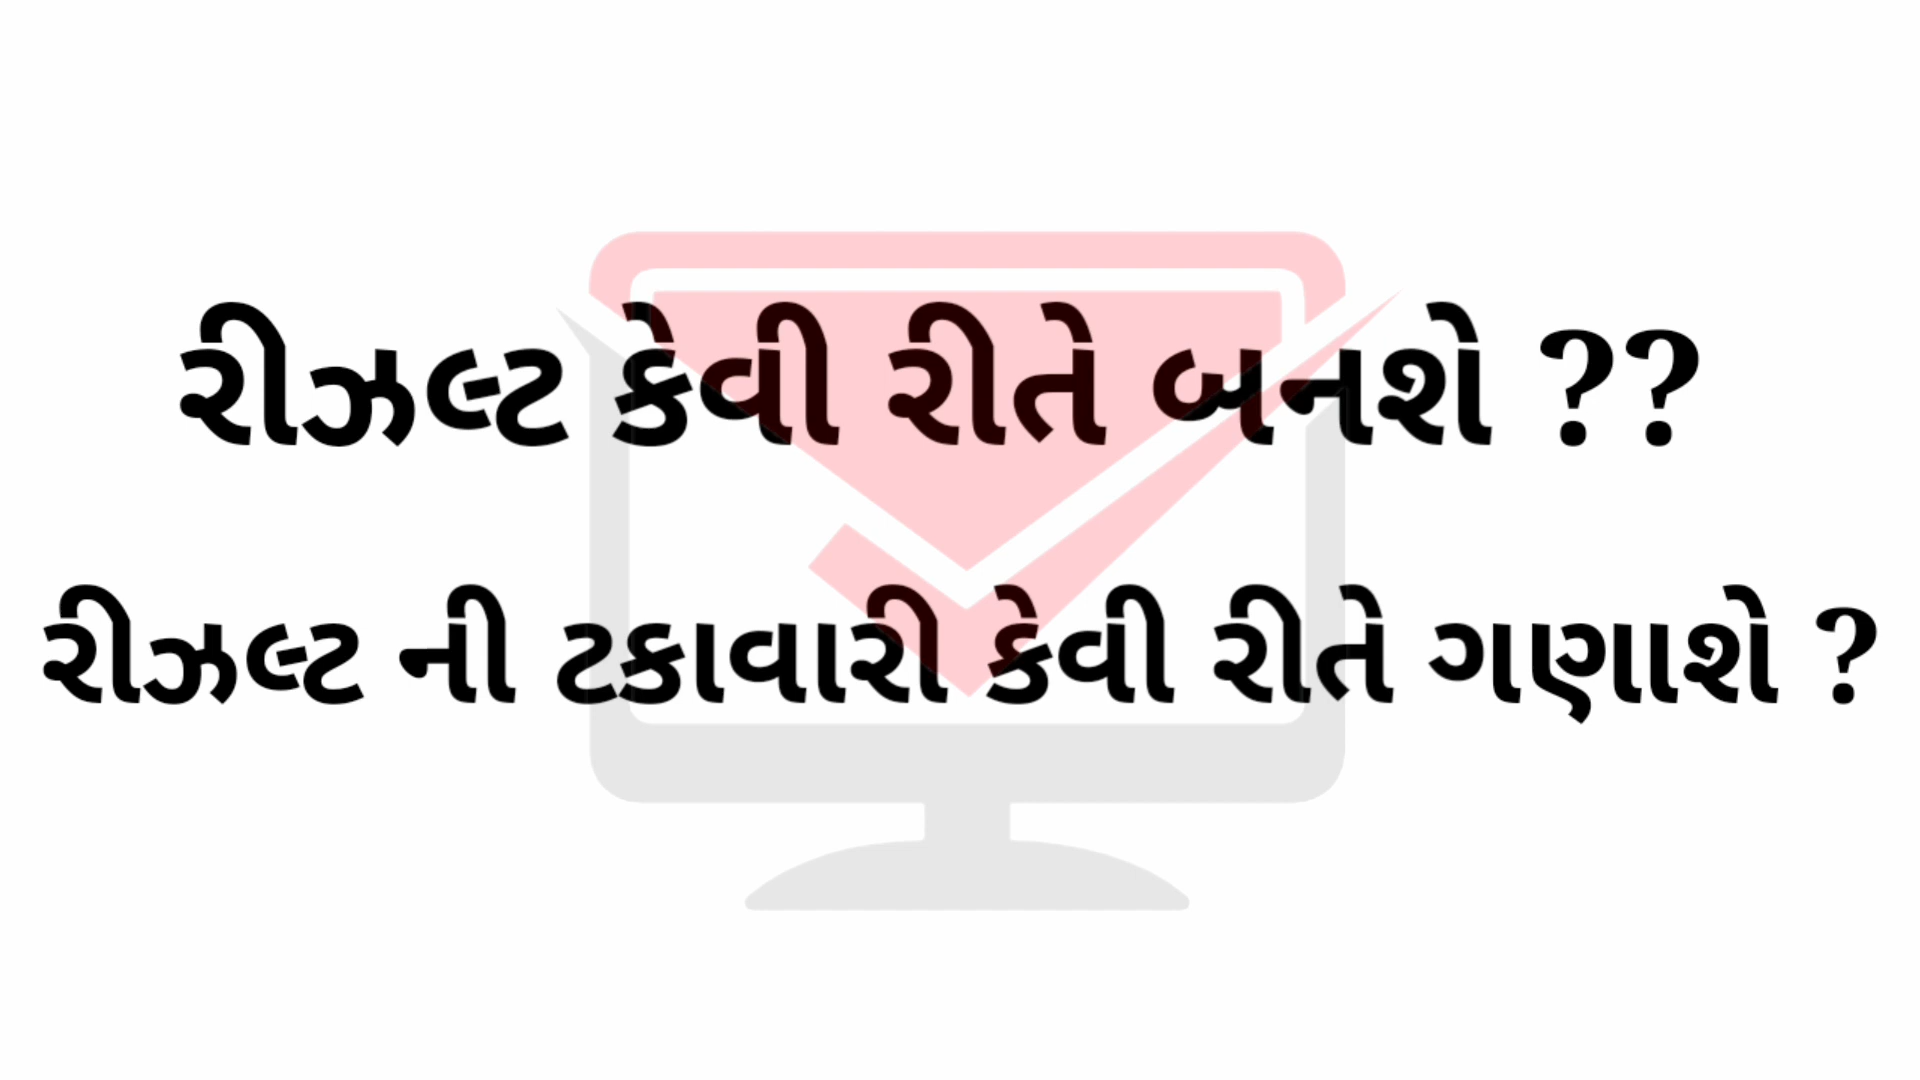 રીઝલ્ટ કેવી રીતે બનશે ??
રીઝલ્ટ ની ટકાવારી કેવી રીતે ગણાશે ?